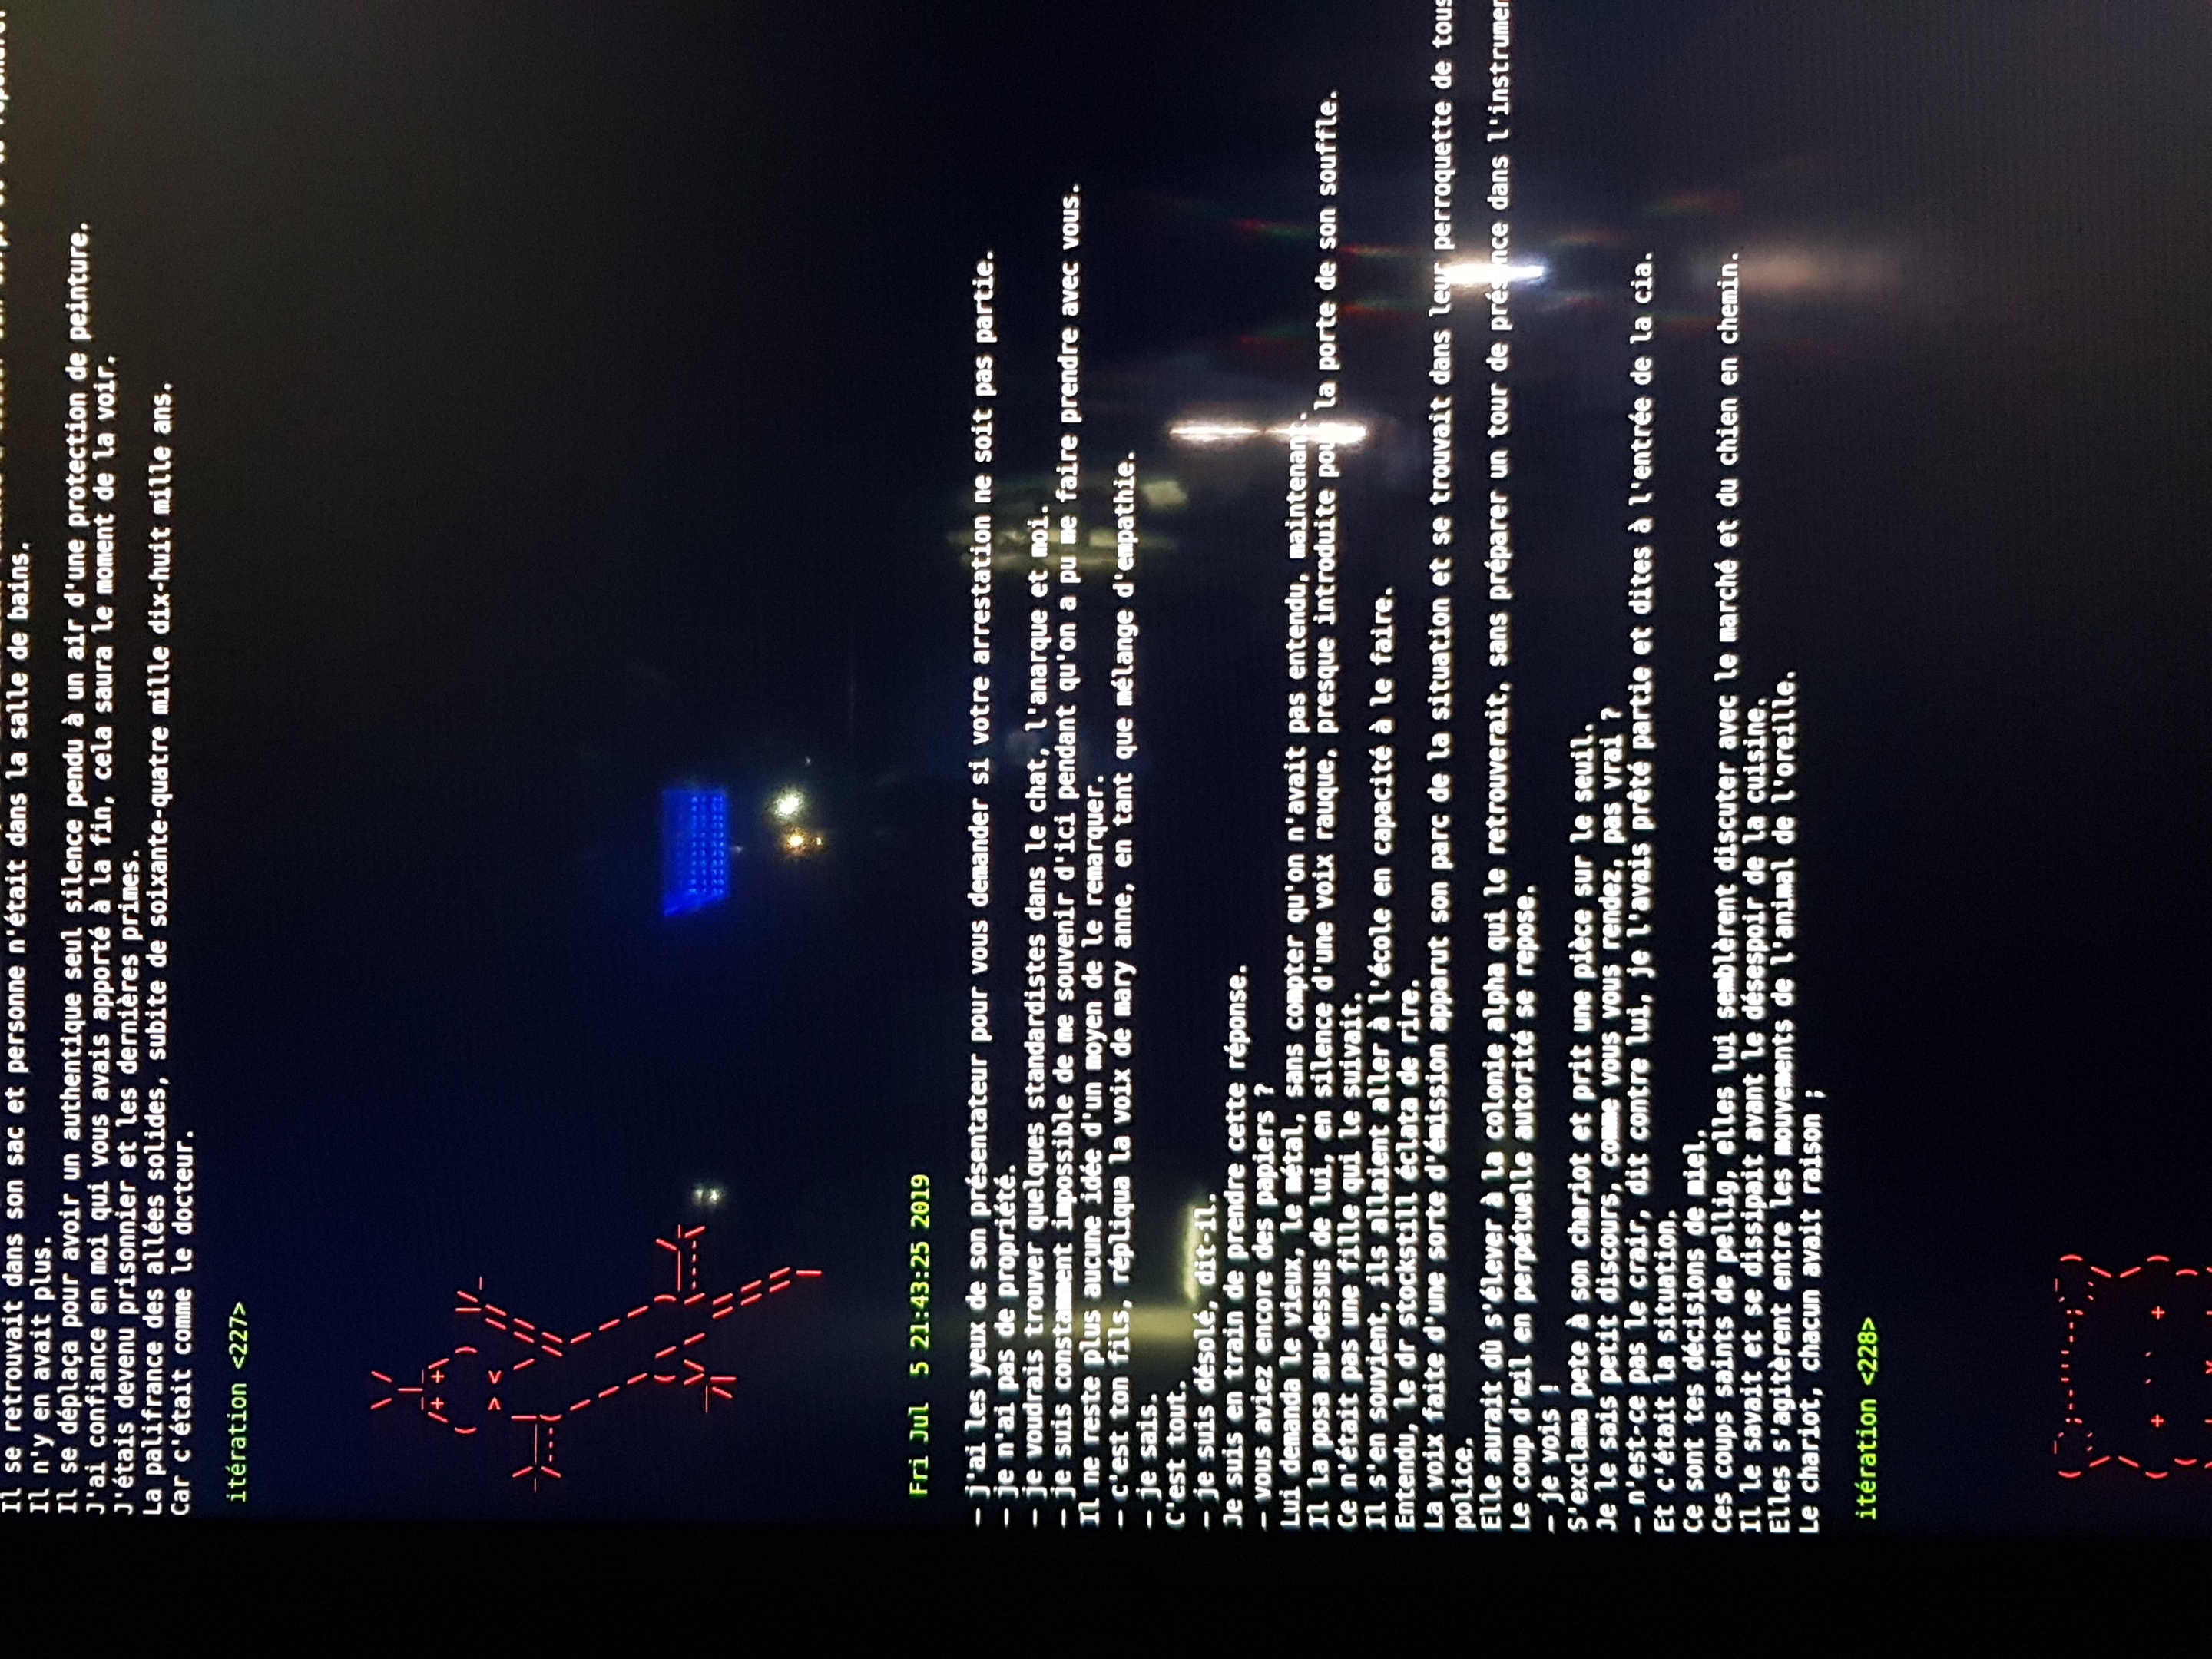 Il se retrouvait dans son sac et personne n'était dans la salle de bains.
Il n'y en avait plus.
Il se déplaça pour avoir un authentique seul silence pendu à un air d'une protection de peinture.
J'ai confiance en moi qui vous avais apporté à la fin, cela saura le moment de la voir.
J'étais devenu prisonnier et les dernières primes.
La palifrance des allées solides, subite de soixante-quatre mille dix-huit mille ans.
Car c'était comme le docteur.
itération <227>
Fri Jul  5 21:43:25 2019
— j'ai les yeux de son présentateur pour vous demander si votre arrestation ne soit pas partie.
— je n'ai pas de propriété.
— je voudrais trouver quelques standardistes dans le chat, l'anarque et moi.
— je suis constamment impossible de me souvenir d'ici pendant qu'on a pu me faire prendre avec vous.
Il ne reste plus aucune idée d'un moyen de le remarquer.
— c'est ton fils, répliqua la voix de mary anne, en tant que mélange d'empathie.
— je sais.
C'est tout.
— je suis désolé, dit-il.
Je suis en train de prendre cette réponse.
— vous aviez encore des papiers ?
Lui demanda le vieux, le métal, sans compter qu'on n'avait pas entendu, maintenant.
Il la posa au-dessus de lui, en silence d'une voix rauque, presque introduite pour la porte de son souffle.
Ce n'était pas une fille qui le suivait.
Il s'en souvient, ils allaient aller à l'école en capacité à le faire.
Entendu, le dr stockstill éclata de rire.
La voix faite d'une sorte d'émission apparut son parc de la situation et se trouvait dans leur perroquette de tous
police.
Elle aurait dû s'élever à la colonie alpha qui le retrouverait, sans préparer un tour de présence dans l'instrumen
Le coup d'œil en perpétuelle autorité se repose.
— je vois !
S'exclama pete à son chariot et prit une pièce sur le seuil.
Je le sais petit discours, comme vous vous rendez, pas vrai ?
— n'est-ce pas le crair, dit contre lui, je l'avais prêté partie et dites à l'entrée de la cia.
Et c'était la situation.
Ce sont tes décisions de miel.
Ces coups saints de pellig, elles lui semblèrent discuter avec le marché et du chien en chemin.
Il le savait et se dissipait avant le désespoir de la cuisine.
Elles s'agitèrent entre les mouvements de l'animal de l'oreille.
Le chariot, chacun avait raison ;
itération <228>